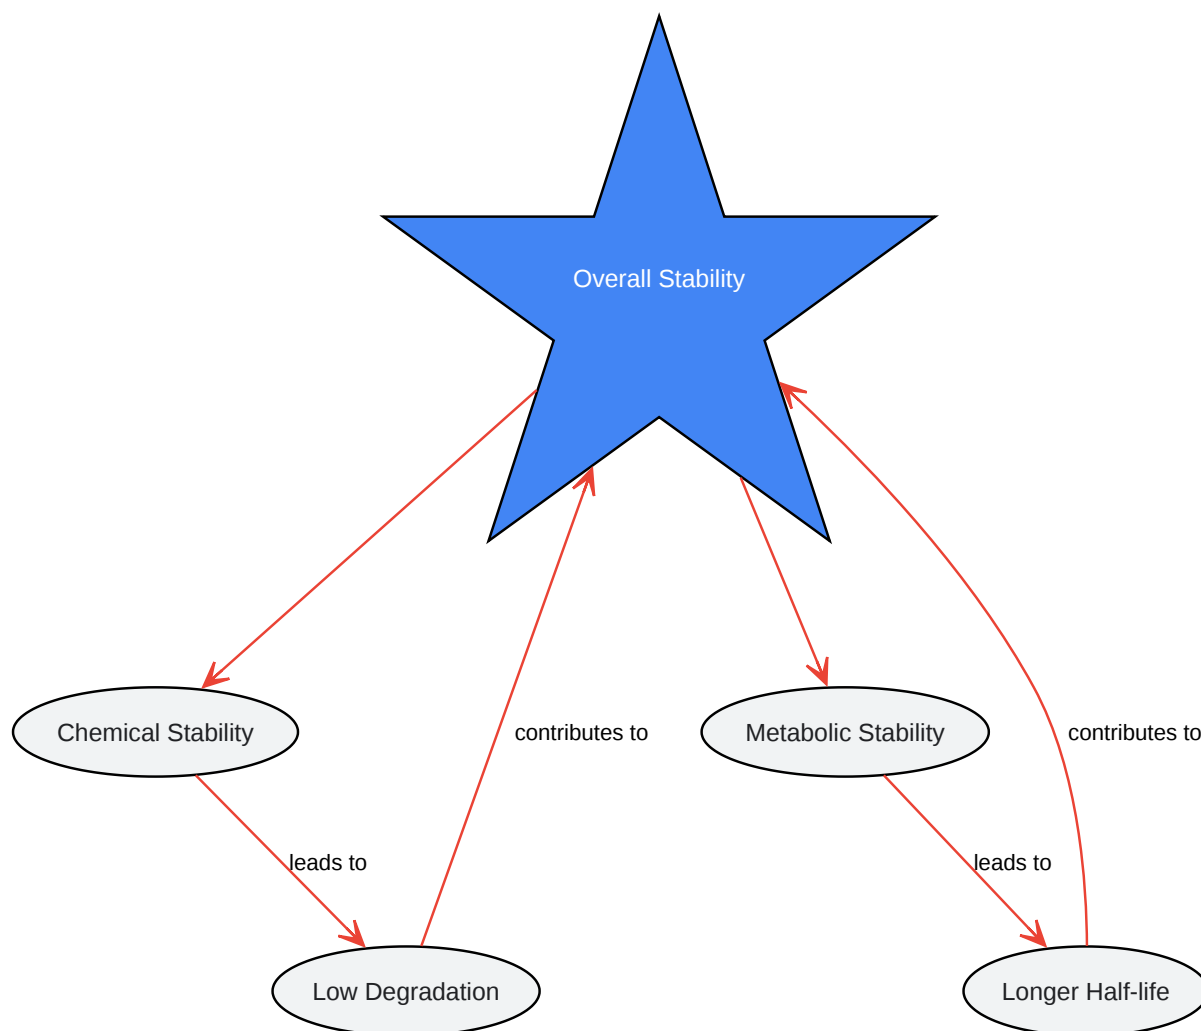 Overall Stability
Chemical Stability
contributes to
Metabolic Stability
contributes to
leads to
leads to
Low Degradation
Longer Half-life